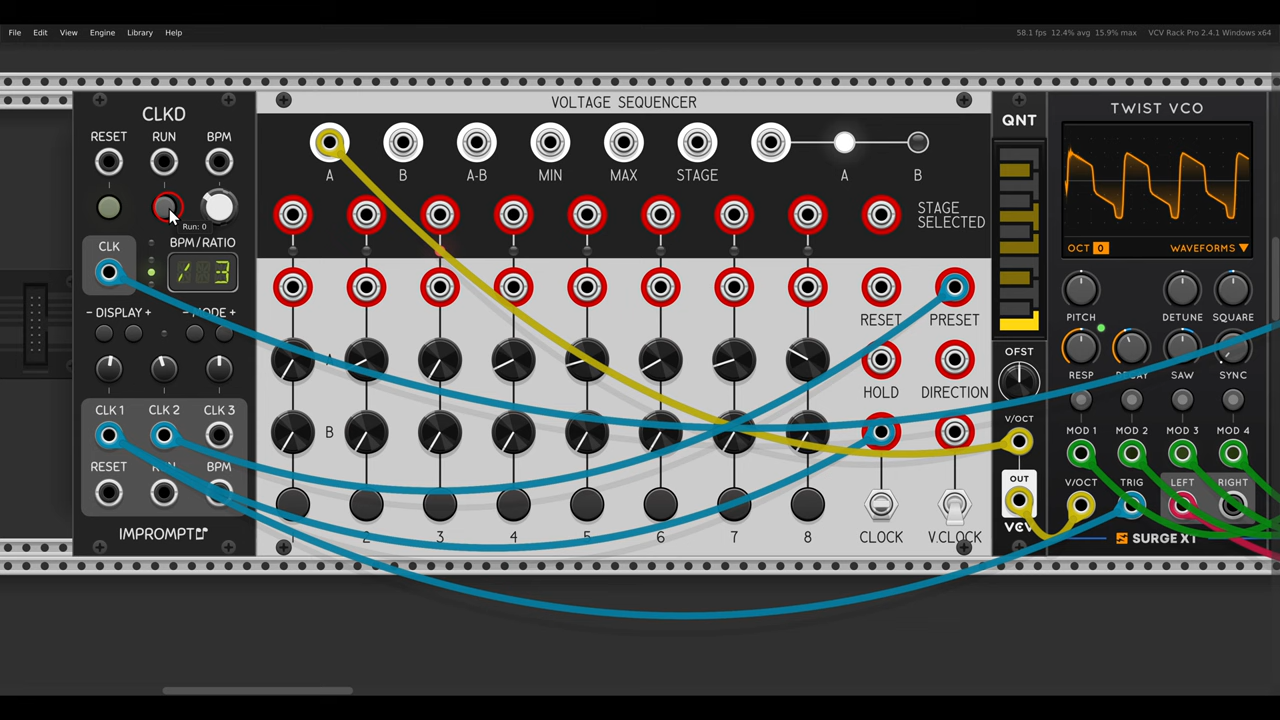 File Edit View Engine Library Help
58.1 fps 12.4% avg 15.9% max VCV Rack Pro 2.4.1 Windows x64
CLKD
RESET RUN BPM
Run: 0
CLK
BPM/RATIO
/ 3
- DISPLAY + - MODE +
CLK 1 CLK 2 CLK 3
RESET RUN BPM
IMPROMPT
VOLTAGE SEQUENCER
A B A-B MIN MAX STAGE A B
STAGE
SELECTED
RESET PRESET
A
HOLD DIRECTION
B
1 2 3 4 5 6 7 8 CLOCK V.CLOCK
QNT
OFST
V/OCT
OUT
VCV
TWIST VCO
OCT 0 WAVEFORMS
PITCH DETUNE SQUARE
RESP DECAY SAW SYNC
MOD 1 MOD 2 MOD 3 MOD 4
V/OCT TRIG LEFT RIGHT
SURGE XT